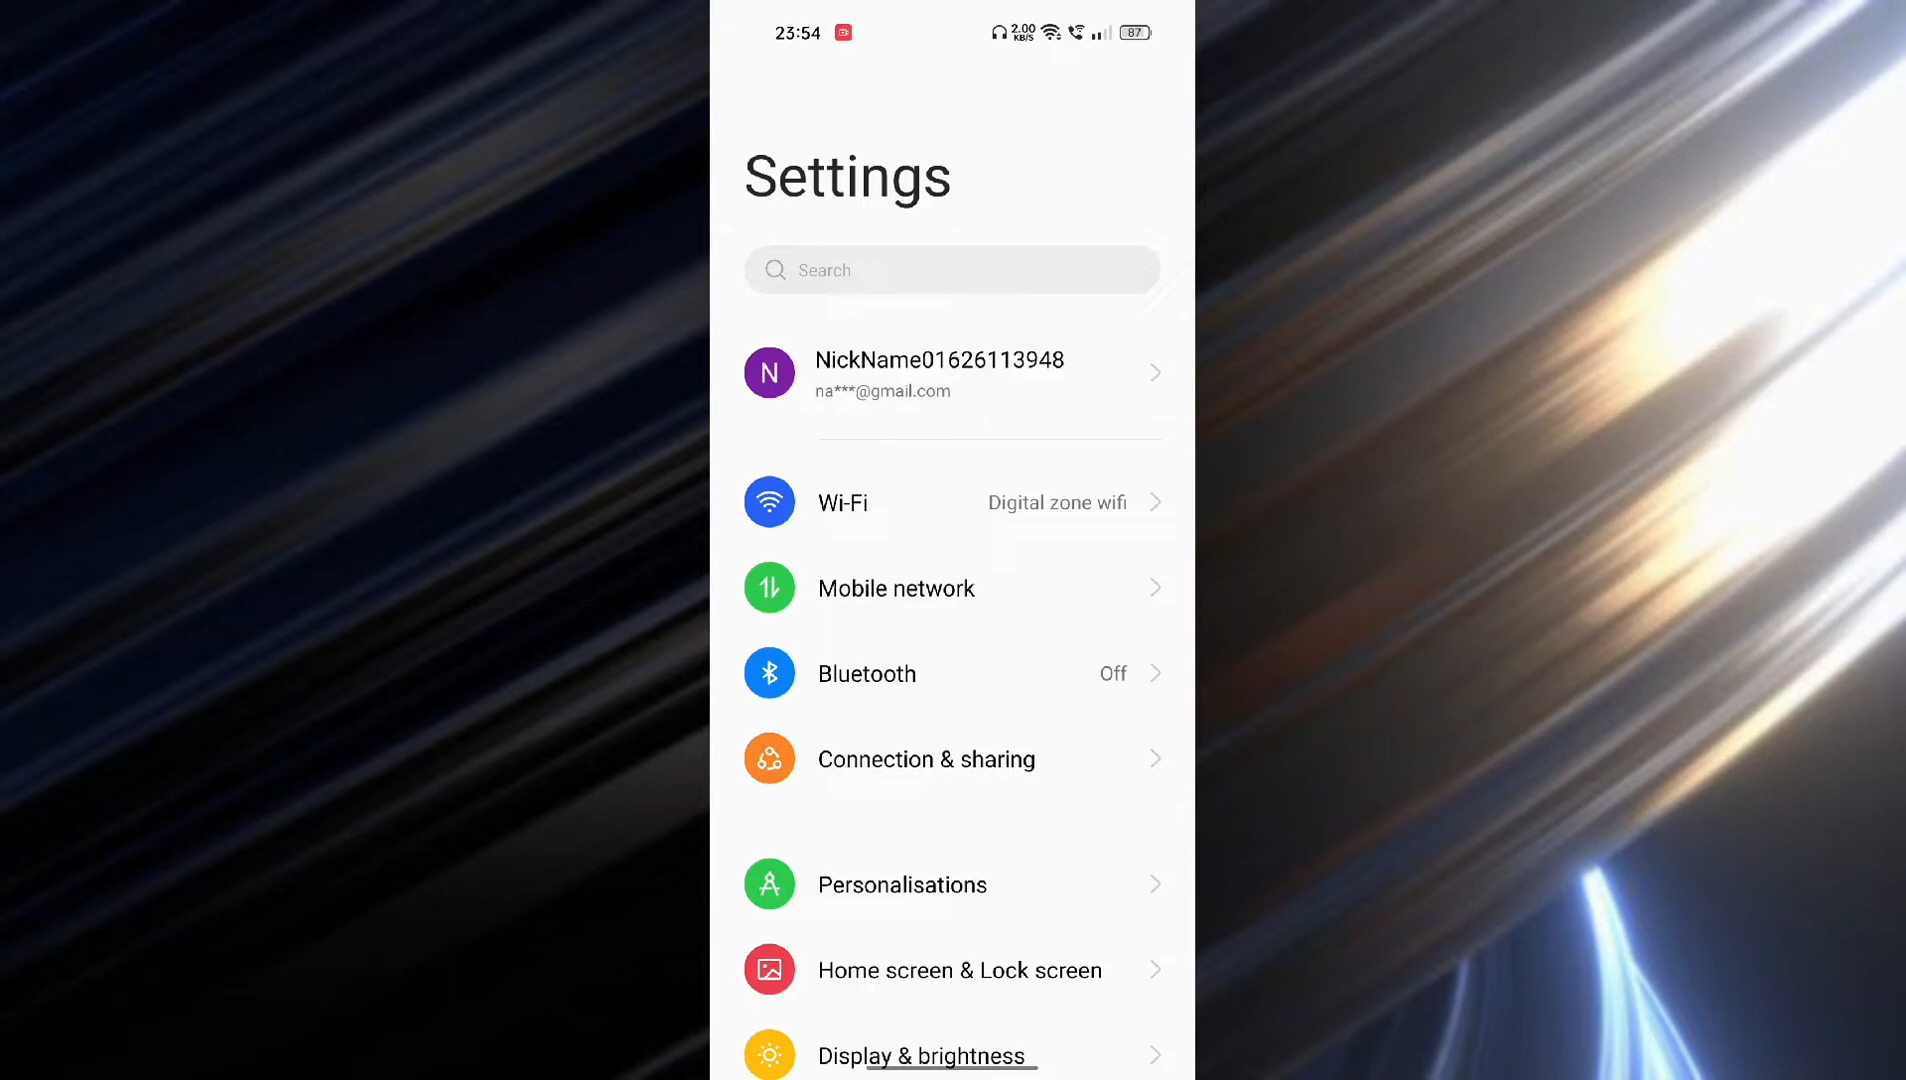 23:54 2.00 KB/S 87
Settings
Search
N NickName01626113948
na***@gmail.com
Wi-Fi Digital zone wifi
Mobile network
Bluetooth Off
Connection & sharing
Personalisations
Home screen & Lock screen
Display & brightness